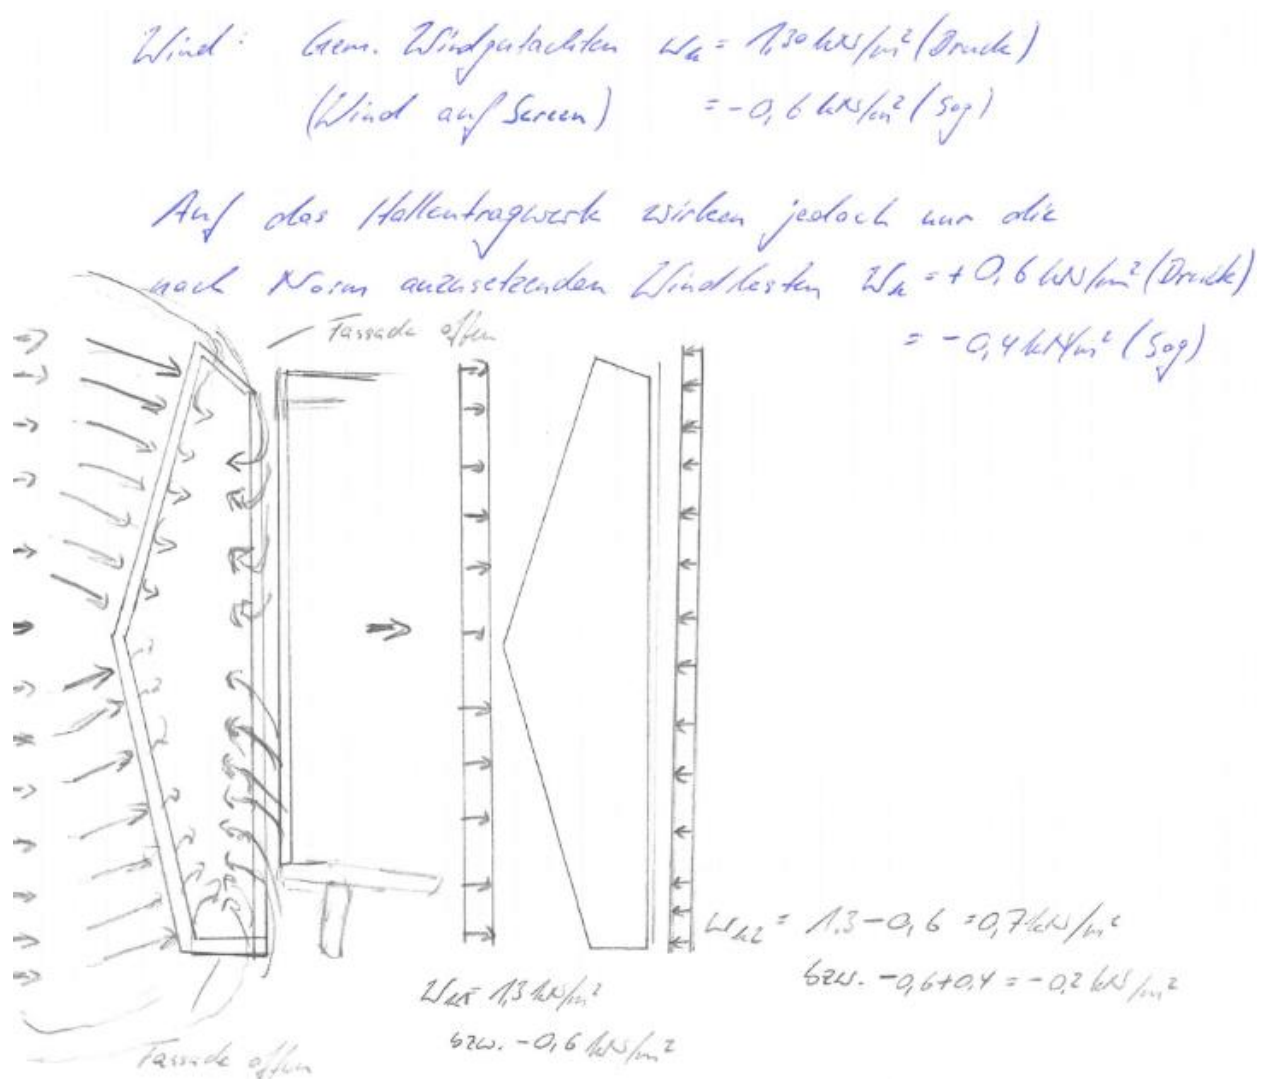 Wind: Gem. Windgutachten wk = 1,30 kN/m² (Druck)
(Wind auf Screen) = -0,6 kN/m² (Sog)
Auf das Hallentragwerk wirken jedoch nur die
nach Norm anzusetzenden Windlasten Wk = +0,6 kN/m² (Druck)
= -0,4 kN/m² (Sog)
Fassade offen
wk2 = 1,3-0,6 = 0,7 kN/m²
bzw. -0,6+0,4 = -0,2 kN/m²
Wk1 = 1,3 kN/m²
bzw. -0,6 kN/m²
Fassade offen